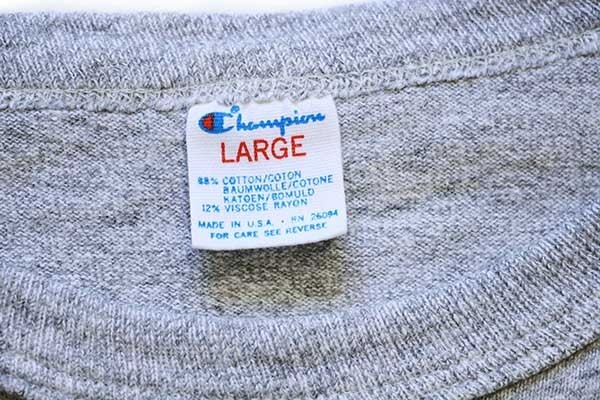 Champion
LARGE
88% COTTON/COTON
BAUMWOLLE/COTONE
KATOEN/BOMULD
12% VISCOSE RAYON
MADE IN U.S.A. • RN 26094
FOR CARE SEE REVERSE